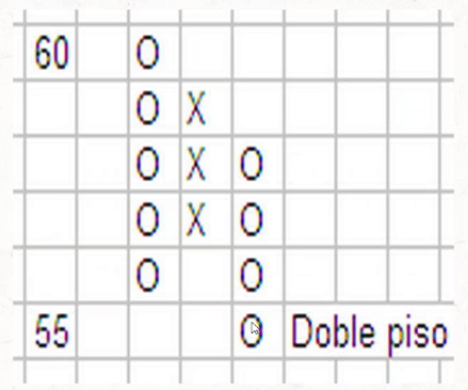 60 O
O X
O X O
O X O
O O
55 O Doble piso